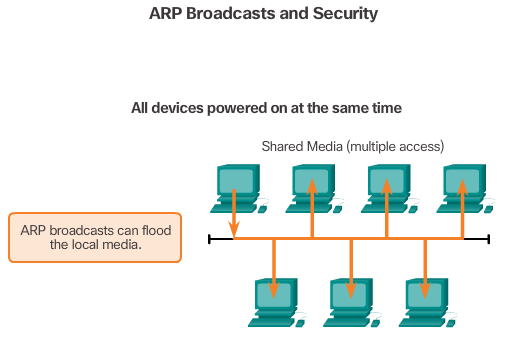 ARP Broadcasts and Security
All devices powered on at the same time
Shared Media (multiple access)
ARP broadcasts can flood
the local media.